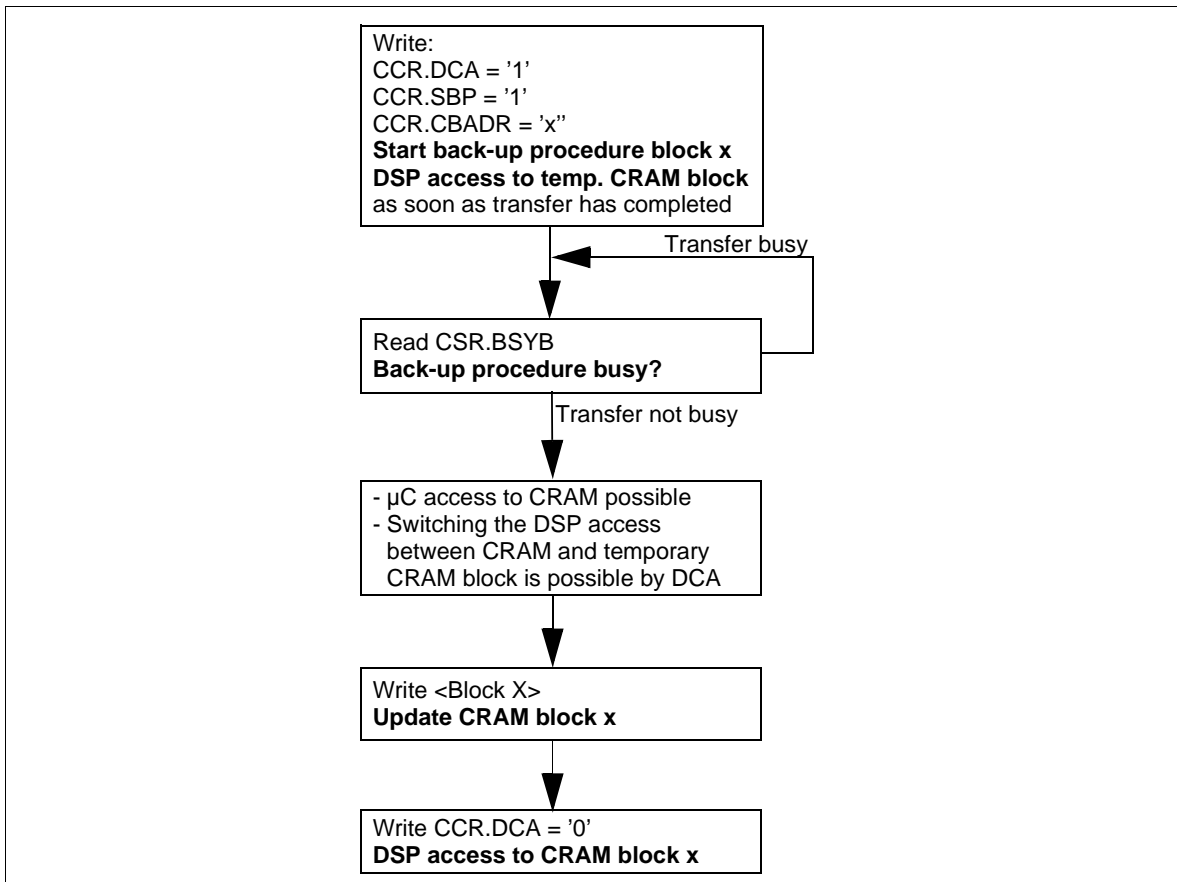 Write:
CCR.DCA = '1'
CCR.SBP = '1'
CCR.CBADR = 'x''
Start back-up procedure block x
DSP access to temp. CRAM block
as soon as transfer has completed
Transfer busy
Read CSR.BSYB
Back-up procedure busy?
Transfer not busy
- µC access to CRAM possible
- Switching the DSP access
between CRAM and temporary
CRAM block is possible by DCA
Write <Block X>
Update CRAM block x
Write CCR.DCA = '0'
DSP access to CRAM block x